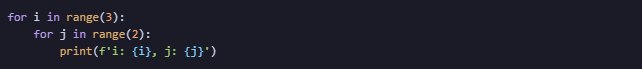 for i in range(3):
    for j in range(2):
        print(f'i: {i}, j: {j}')